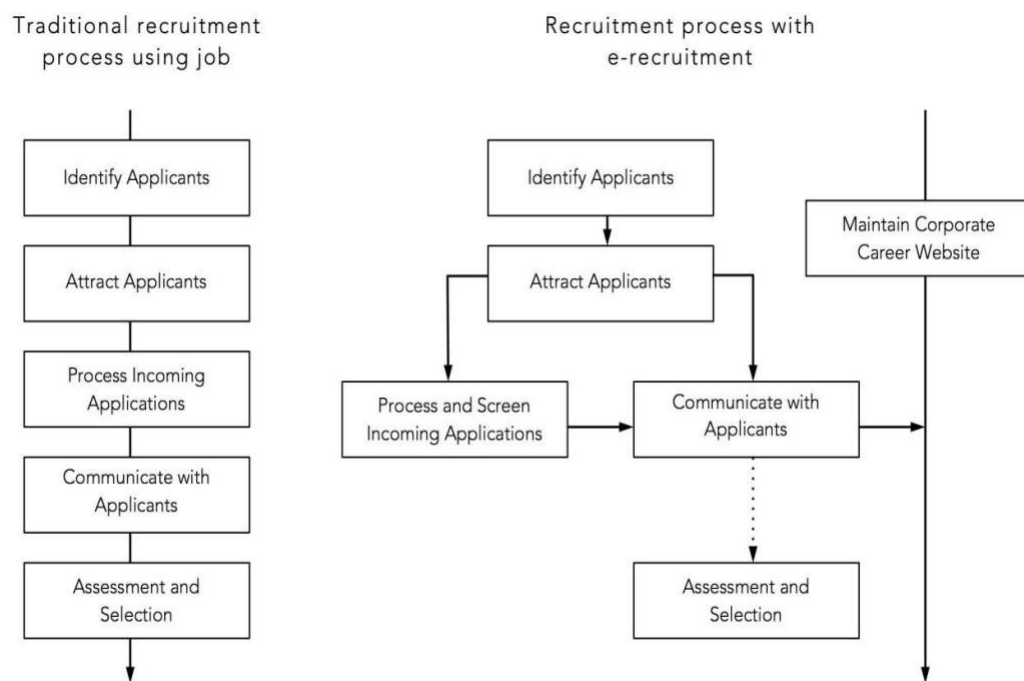 Traditional recruitment
process using job
Identify Applicants
Attract Applicants
Process Incoming
Applications
Communicate with
Applicants
Assessment and
Selection
Recruitment process with
e-recruitment
Identify Applicants
Attract Applicants
Process and Screen
Incoming Applications
Communicate with
Applicants
Assessment and
Selection
Maintain Corporate
Career Website